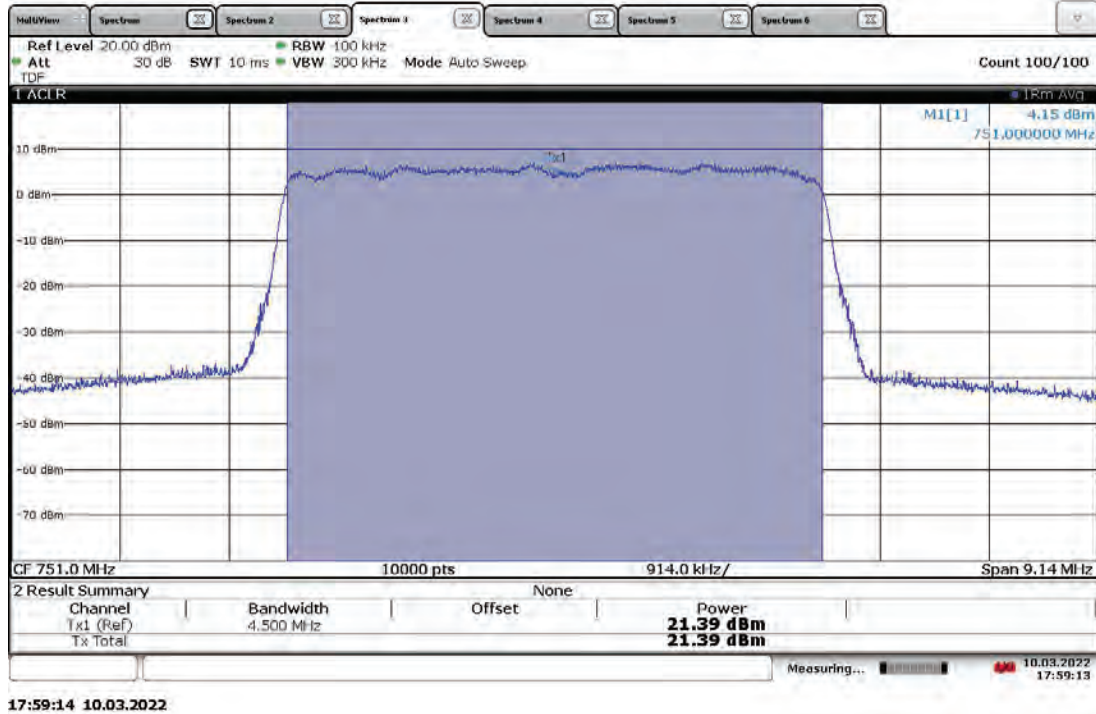 MultiView Spectrum Spectrum 2 Spectrum 3 Spectrum 4 Spectrum 5 Spectrum 6
Ref Level 20.00 dBm RBW 100 kHz
Att 30 dB SWT 10 ms VBW 300 kHz Mode Auto Sweep Count 100/100
TDF
1 ACLR 1Rm Avg
M1[1] 4.15 dBm
751.000000 MHz
10 dBm
Tx1
0 dBm
-10 dBm
-20 dBm
-30 dBm
-40 dBm
-50 dBm
-60 dBm
-70 dBm
CF 751.0 MHz 10000 pts 914.0 kHz/ Span 9.14 MHz
2 Result Summary None
Channel Bandwidth Offset Power
Tx1 (Ref) 4.500 MHz 21.39 dBm
Tx Total 21.39 dBm
Measuring... 10.03.2022
17:59:13
17:59:14 10.03.2022